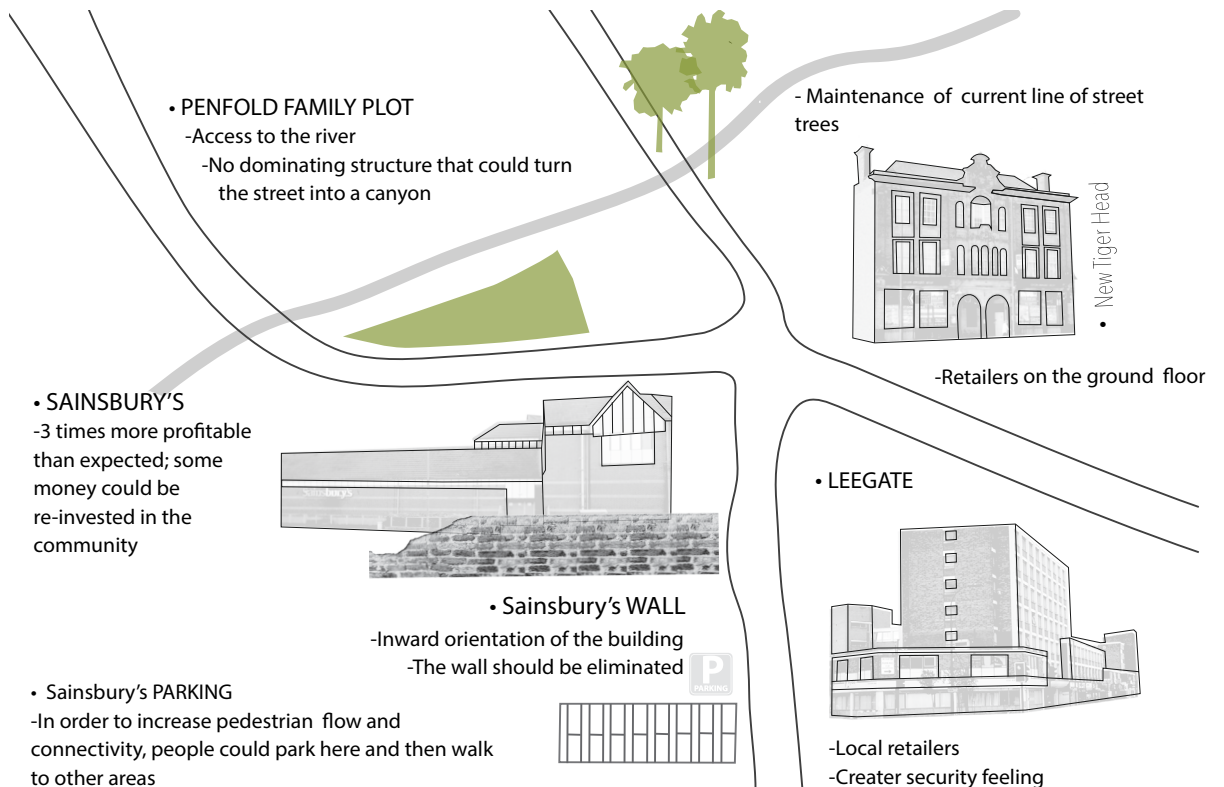 • PENFOLD FAMILY PLOT
-Access to the river
-No dominating structure that could turn
the street into a canyon
- Maintenance of current line of street
trees
• New Tiger Head
-Retailers on the ground floor
• SAINSBURY'S
-3 times more profitable
than expected; some
money could be
re-invested in the
community
Sainsbury's
• Sainsbury's WALL
-Inward orientation of the building
-The wall should be eliminated
P
PARKING
• Sainsbury's PARKING
-In order to increase pedestrian flow and
connectivity, people could park here and then walk
to other areas
• LEEGATE
-Local retailers
-Creater security feeling